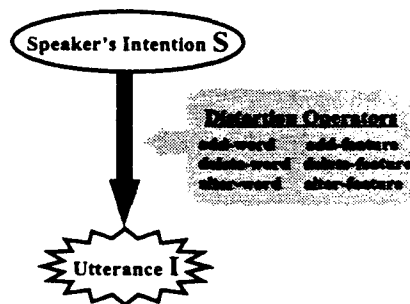 Speaker's Intention S
Distortion Operators
add-word add-feature
delete-word delete-feature
alter-word alter-feature
Utterance I